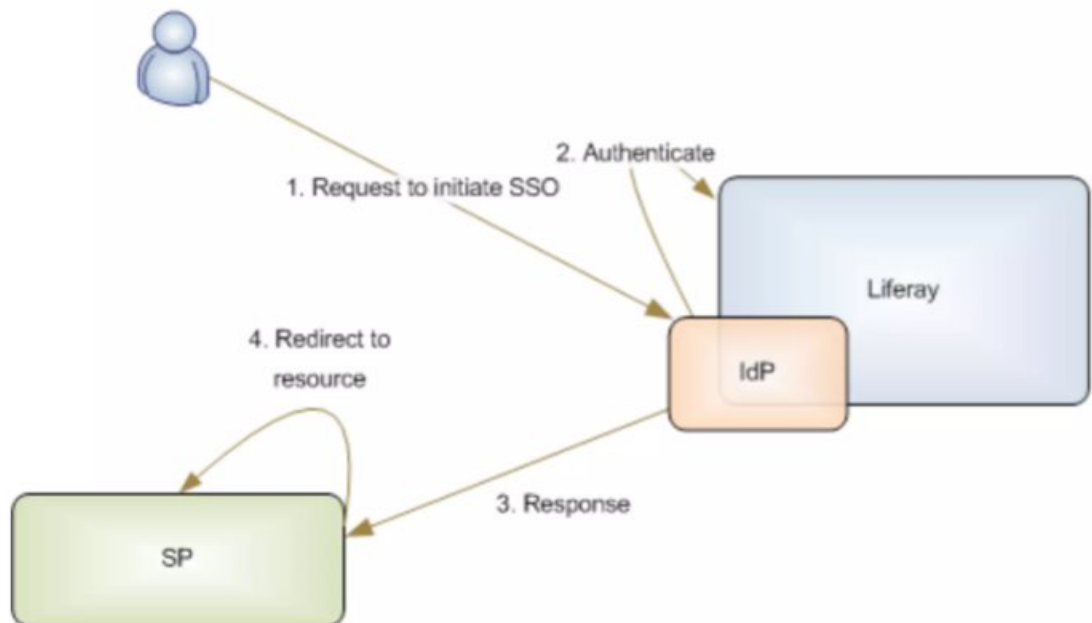 1. Request to initiate SSO
2. Authenticate
Liferay
IdP
4. Redirect to
resource
3. Response
SP